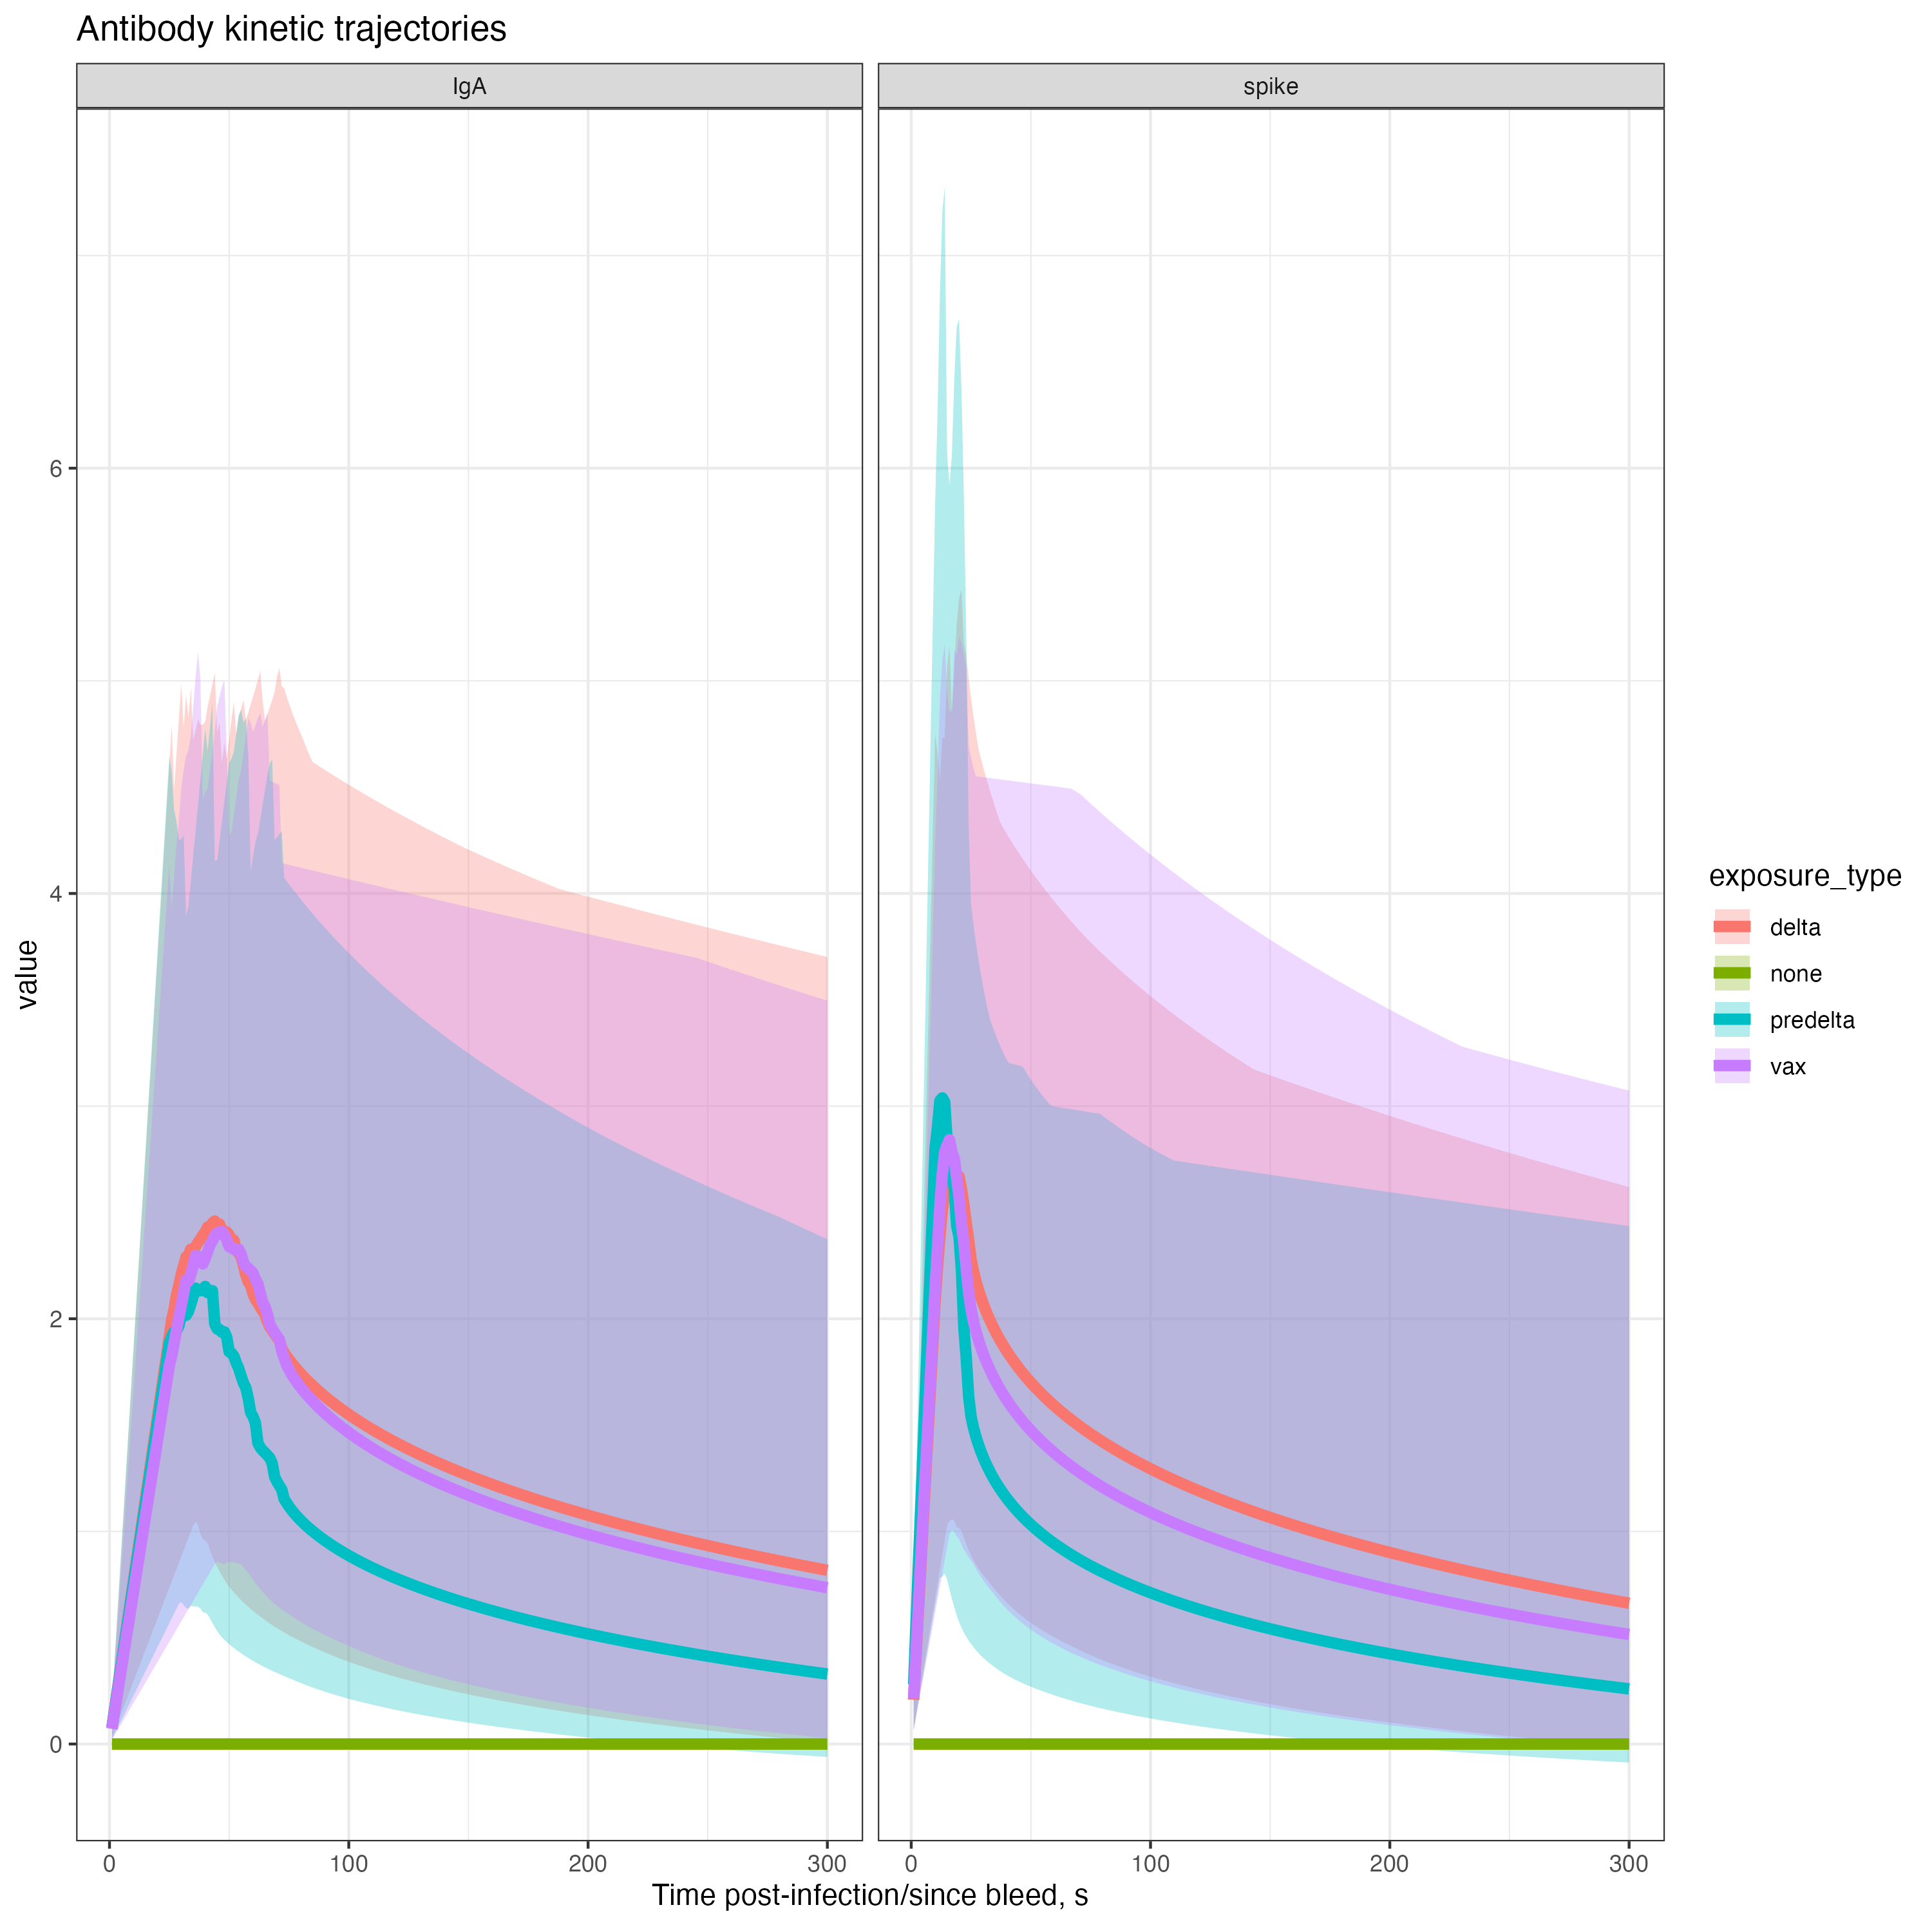 Antibody kinetic trajectories
IgA
spike
value
6
4
2
0
0
100
200
300
0
100
200
300
Time post-infection/since bleed, s
exposure_type
delta
none
predelta
vax